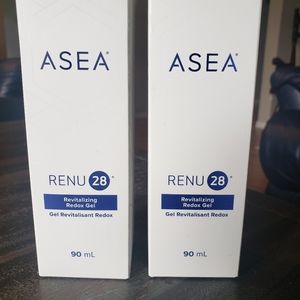 ASEA®
RENU 28®
Revitalizing
Redox Gel
Gel Revitalisant Redox
90 mL
ASEA®
RENU 28®
Revitalizing
Redox Gel
Gel Revitalisant Redox
90 mL